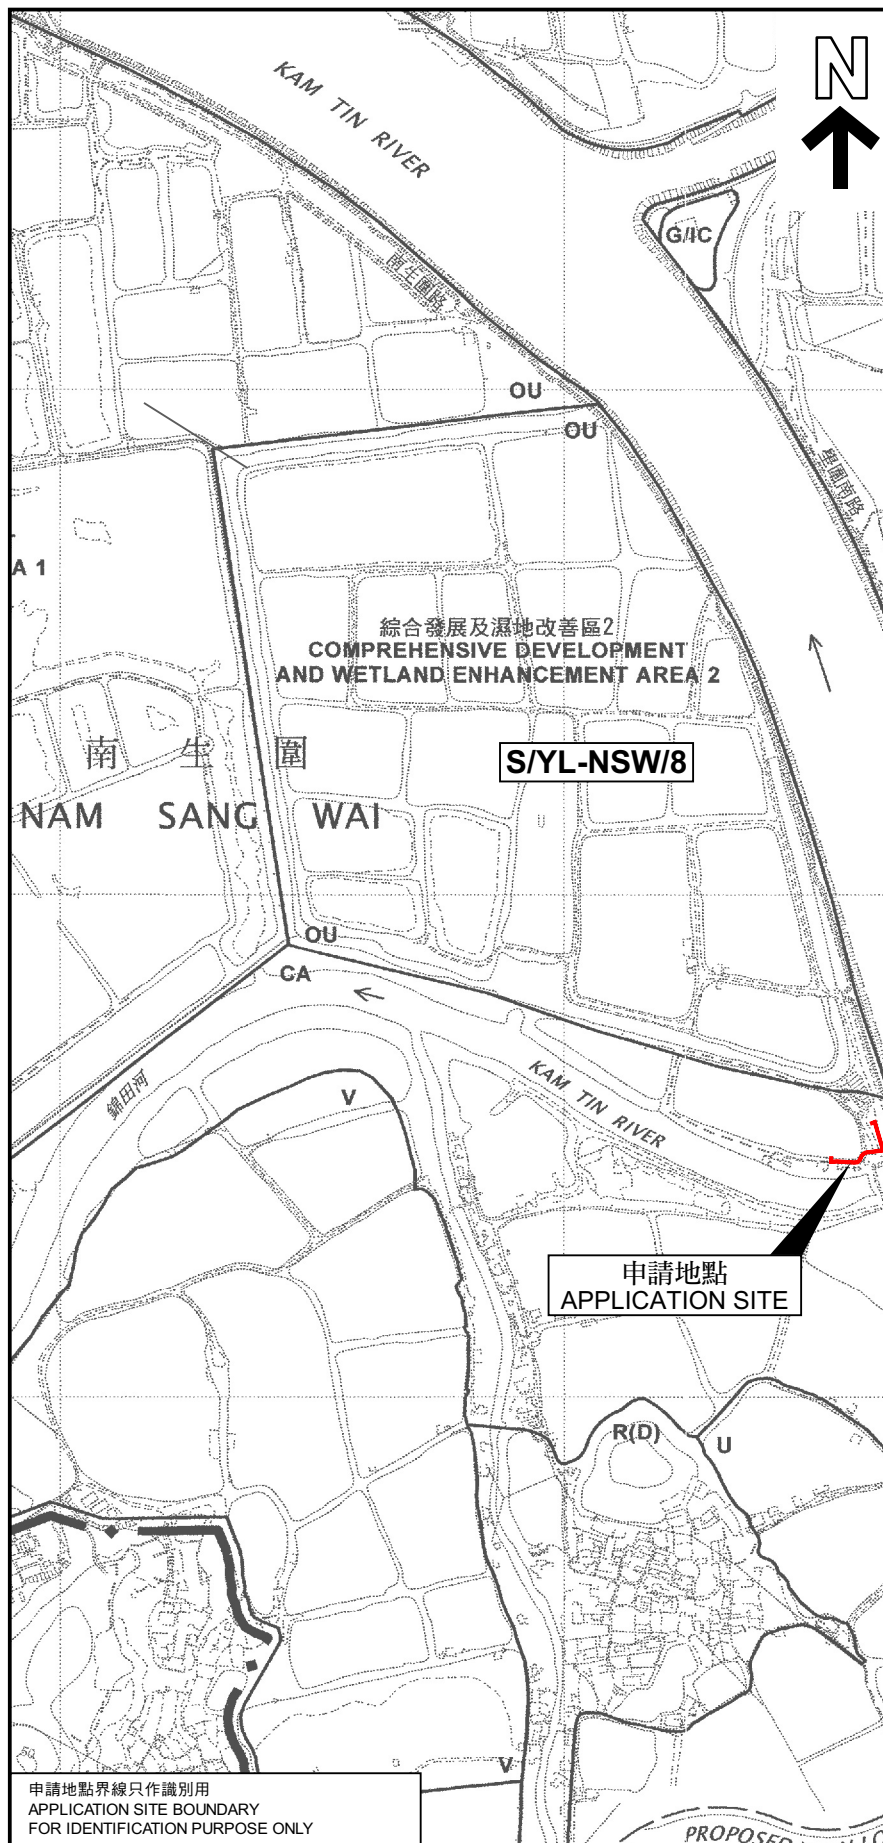 N
KAM TIN RIVER
G/IC
南生圍路
OU
OU
A 1
綜合發展及濕地改善區2
COMPREHENSIVE DEVELOPMENT
AND WETLAND ENHANCEMENT AREA 2
南 生 圍
S/YL-NSW/8
NAM SANG WAI
OU
CA
錦田河
V
KAM TIN RIVER
申請地點
APPLICATION SITE
R(D)
U
V
申請地點界線只作識別用
APPLICATION SITE BOUNDARY
FOR IDENTIFICATION PURPOSE ONLY
PROPOSED